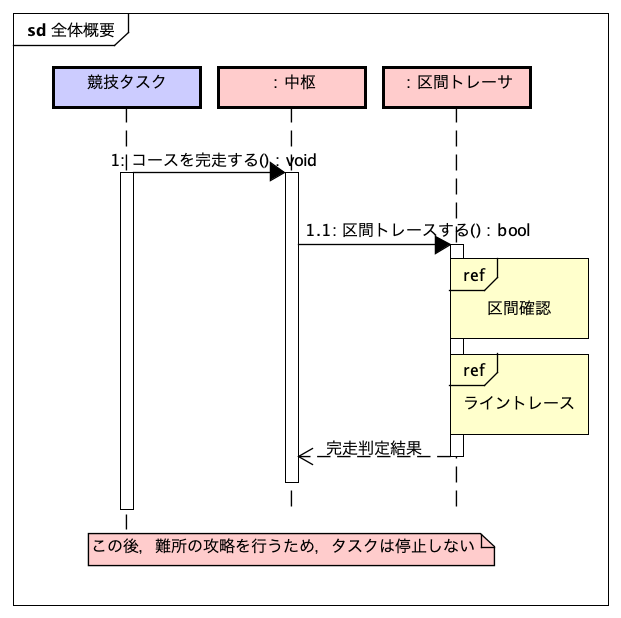 sd 全体概要
競技タスク
: 中枢
: 区間トレーサ
1: コースを完走する() : void
1.1: 区間トレースする() : bool
ref
区間確認
ref
ライントレース
完走判定結果
この後，難所の攻略を行うため，タスクは停止しない